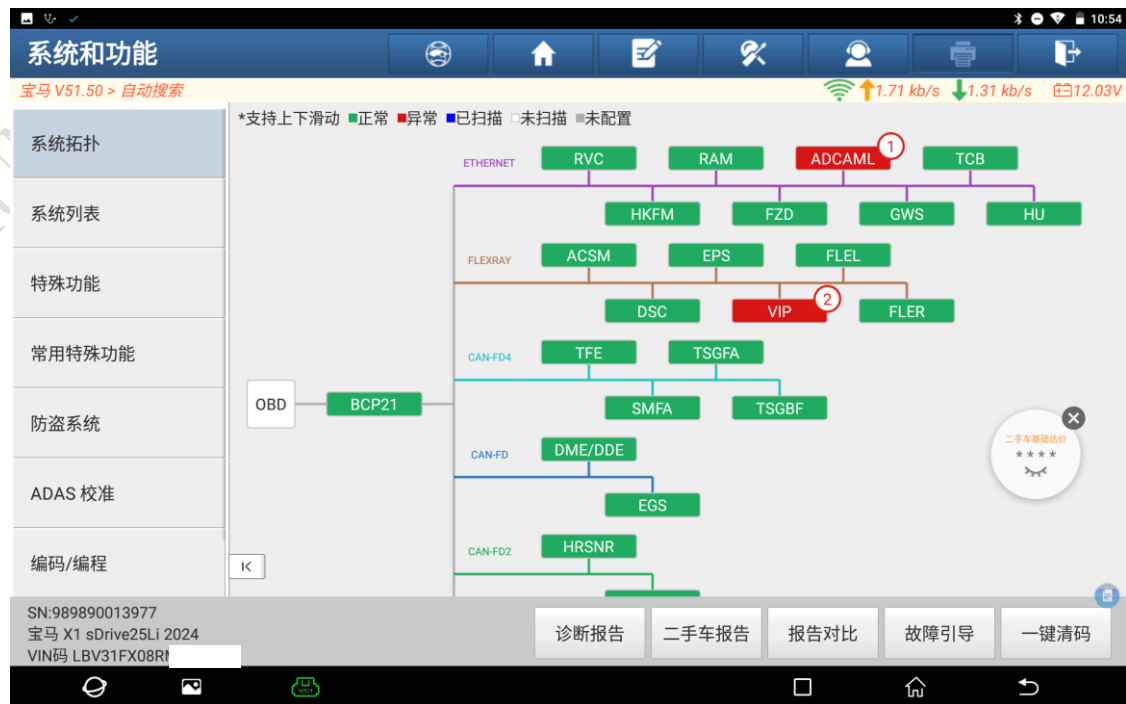 10:54
系统和功能
宝马 V51.50 > 自动搜索
1.71 kb/s 1.31 kb/s 12.03V
系统拓扑
系统列表
特殊功能
常用特殊功能
防盗系统
ADAS 校准
编码/编程
*支持上下滑动 正常 异常 已扫描 未扫描 未配置
ETHERNET
RVC RAM ADCAML 1 TCB
HKFM FZD GWS HU
FLEXRAY
ACSM EPS FLEL
DSC VIP 2 FLER
CAN-FD4
TFE TSGFA
OBD BCP21
SMFA TSGBF
CAN-FD
DME/DDE
EGS
CAN-FD2
HRSNR
二手车基础估价
****
SN:989890013977
宝马 X1 sDrive25Li 2024
VIN码 LBV31FX08R
诊断报告 二手车报告 报告对比 故障引导 一键清码
VCI